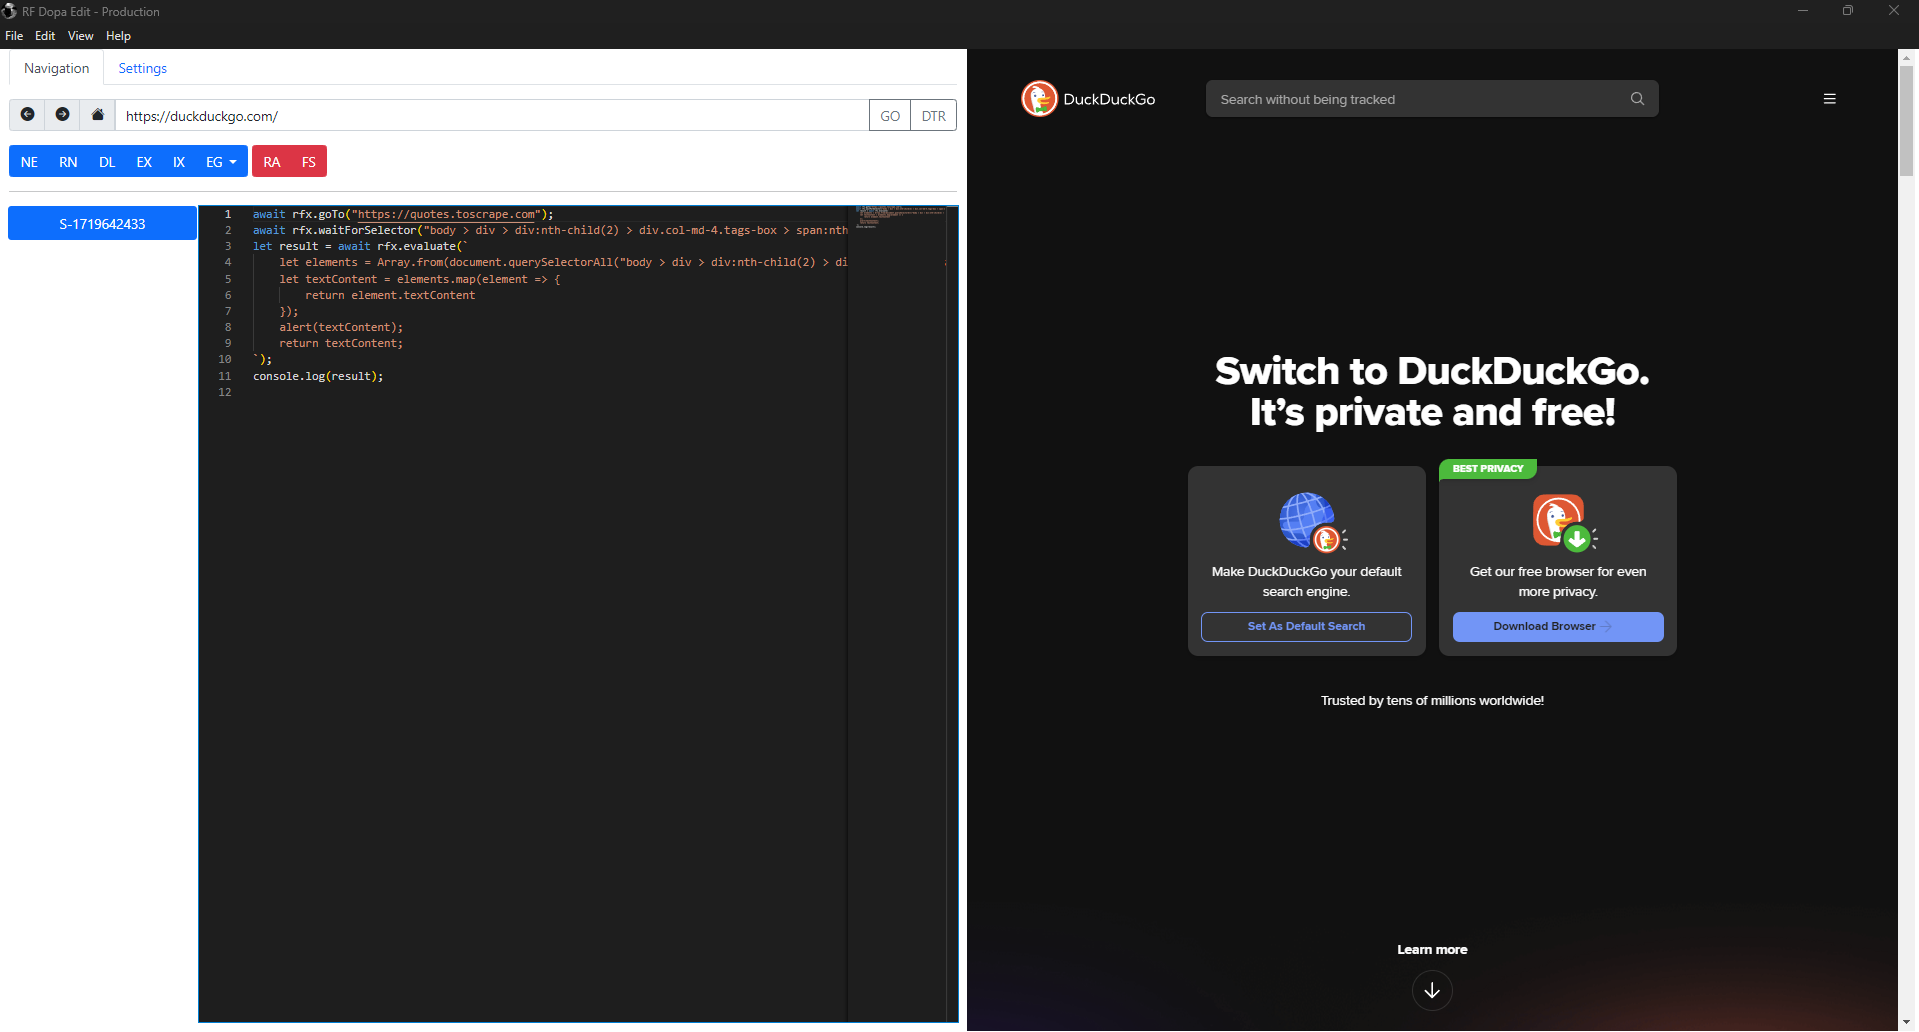 RF Dopa Edit - Production
File Edit View Help
Navigation Settings
https://duckduckgo.com/ GO DTR
NE RN DL EX IX EG RA FS
S-1719642433
1 await rfx.goTo("https://quotes.toscrape.com");
2 await rfx.waitForSelector("body > div > div:nth-child(2) > div.col-md-4.tags-box > span:nth
3 let result = await rfx.evaluate(`
4 let elements = Array.from(document.querySelectorAll("body > div > div:nth-child(2) > di
5 let textContent = elements.map(element => {
6 return element.textContent
7 });
8 alert(textContent);
9 return textContent;
10 `);
11 console.log(result);
12
DuckDuckGo
Search without being tracked
Switch to DuckDuckGo.
It's private and free!
Make DuckDuckGo your default
search engine.
Set As Default Search
BEST PRIVACY
Get our free browser for even
more privacy.
Download Browser
Trusted by tens of millions worldwide!
Learn more